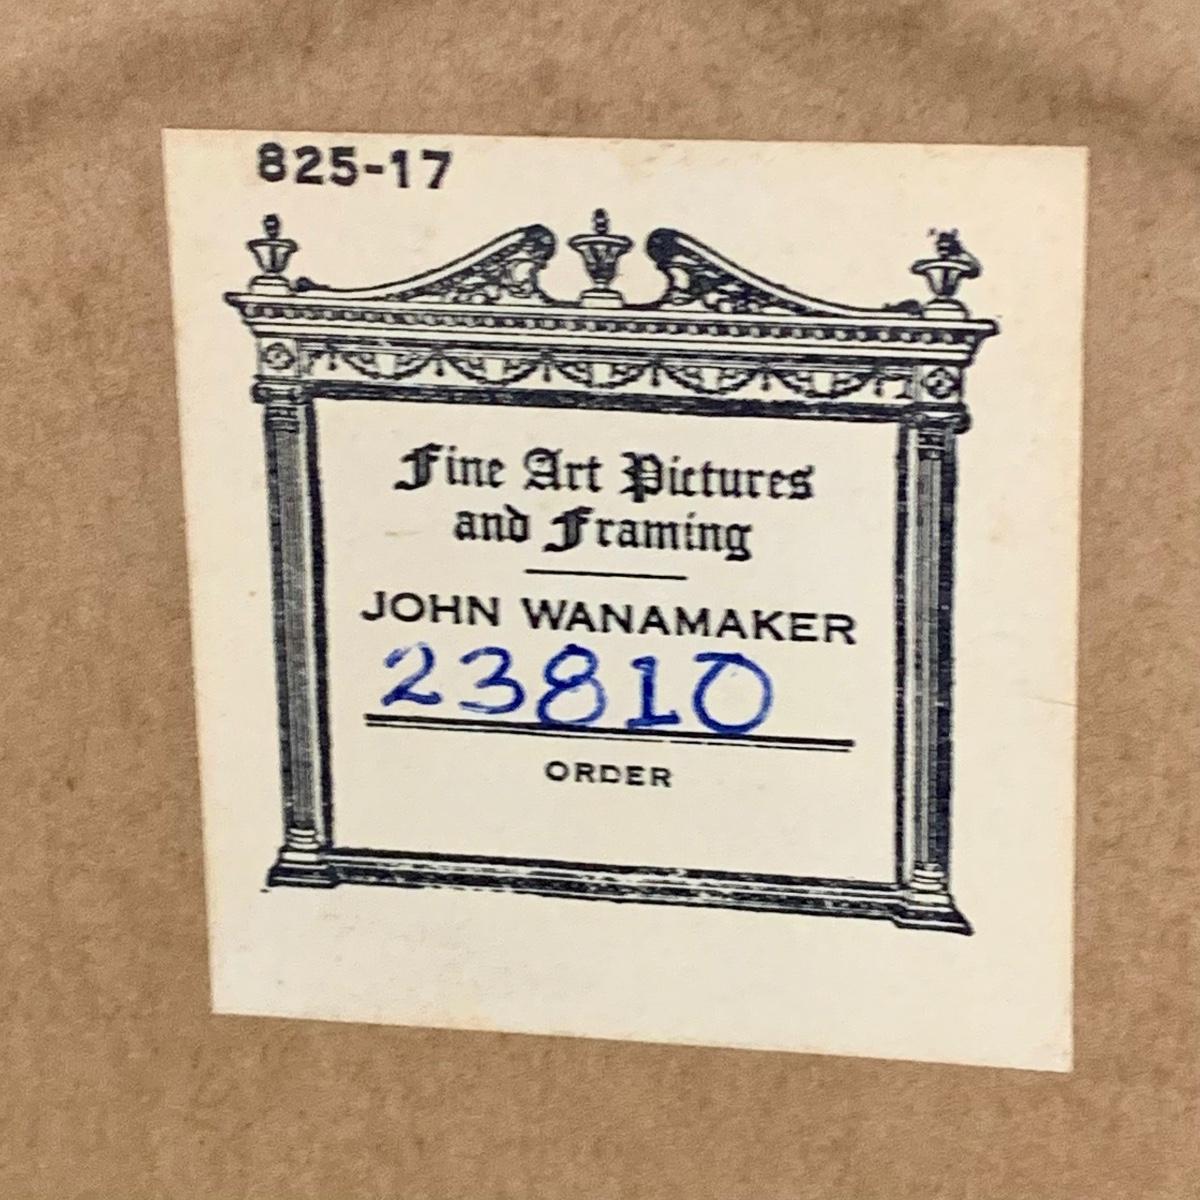 825-17
Fine Art Pictures
and Framing
JOHN WANAMAKER
23810
ORDER